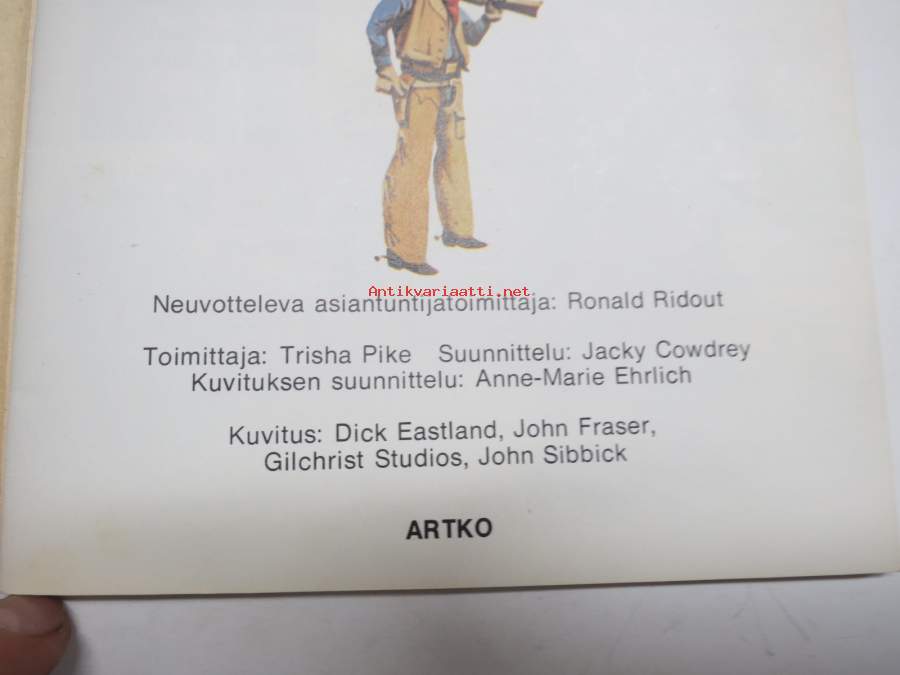 Antikvariaatti.net
Neuvotteleva asiantuntijatoimittaja: Ronald Ridout
Toimittaja: Trisha Pike Suunnittelu: Jacky Cowdrey
Kuvituksen suunnittelu: Anne-Marie Ehrlich
Kuvitus: Dick Eastland, John Fraser,
Gilchrist Studios, John Sibbick
ARTKO